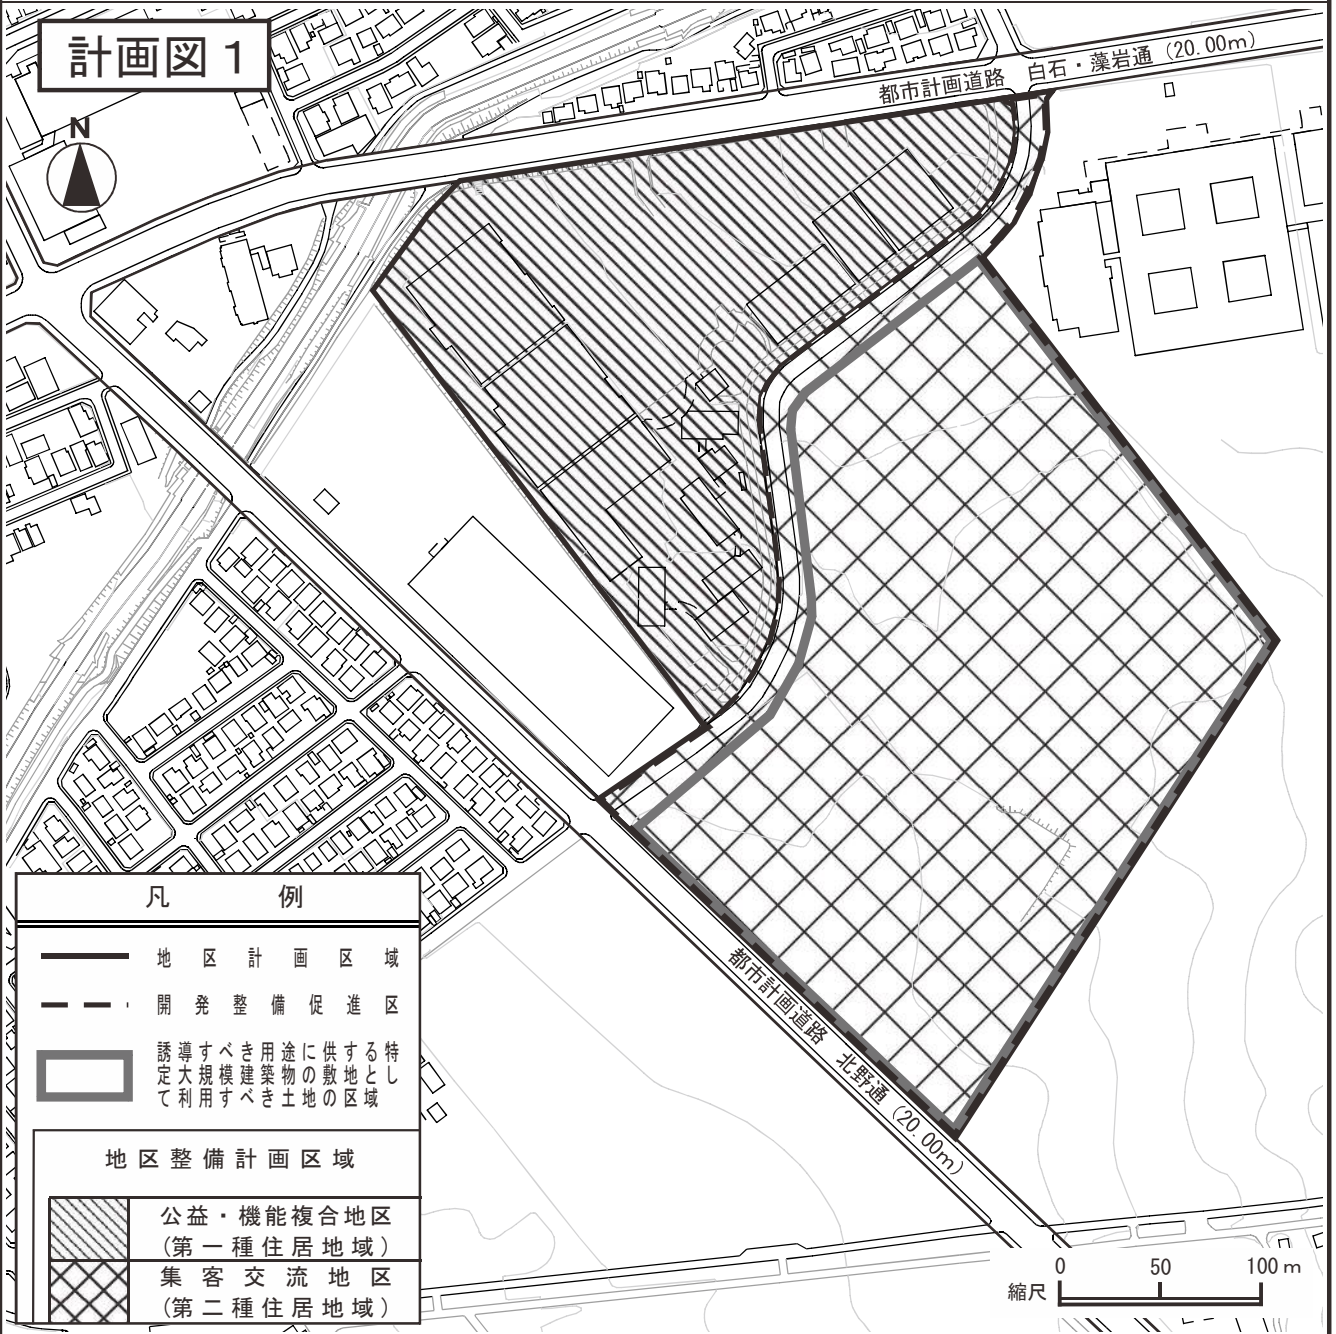 計画図1
N
都市計画道路　白石・藻岩通（20.00m）
都市計画道路　北野通（20.00m）
凡　例
地区計画区域
開発整備促進区
誘導すべき用途に供する特
定大規模建築物の敷地とし
て利用すべき土地の区域
地区整備計画区域
公益・機能複合地区
（第一種住居地域）
集客交流地区
（第二種住居地域）
0 50 100 m
縮尺